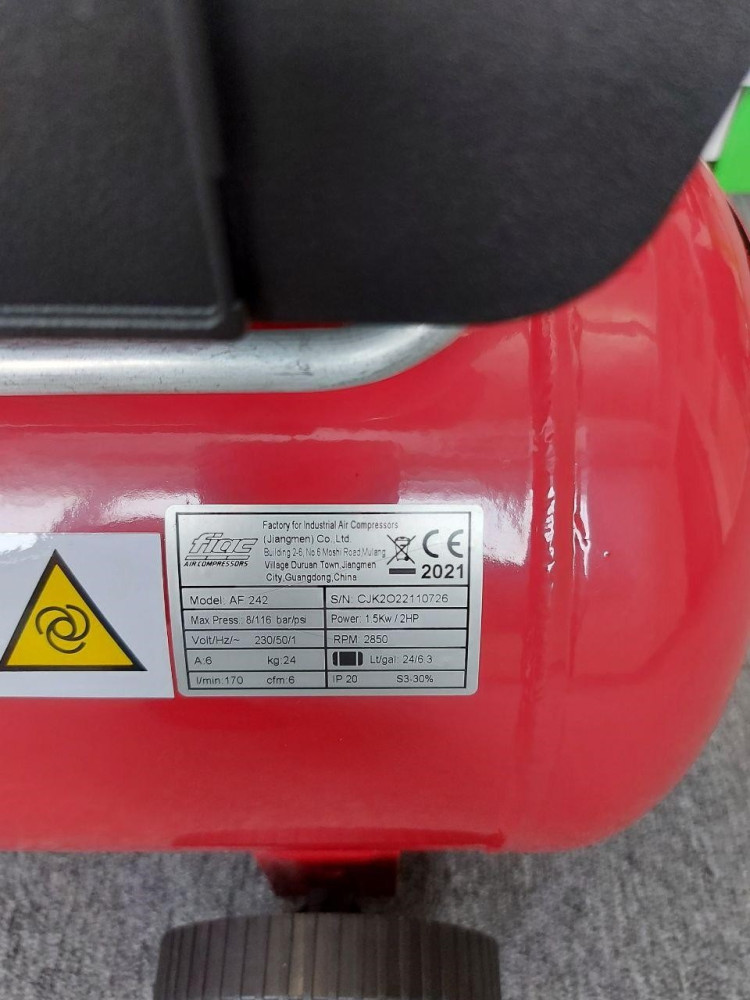 fiac
AIR COMPRESSORS
Factory for Industrial Air Compressors
(Jiangmen) Co.,Ltd.
Building 2-6, No 6 Moshi Road,Mulang
Village Duruan Town,Jiangmen
City,Guangdong,China
CE
2021
Model: AF 242
S/N: CJK2O22110726
Max Press.: 8/116 bar/psi
Power: 1.5Kw / 2HP
Volt/Hz/~ 230/50/1
RPM: 2850
A:6 kg:24
Lt/gal: 24/6.3
l/min:170 cfm:6
IP 20 S3-30%